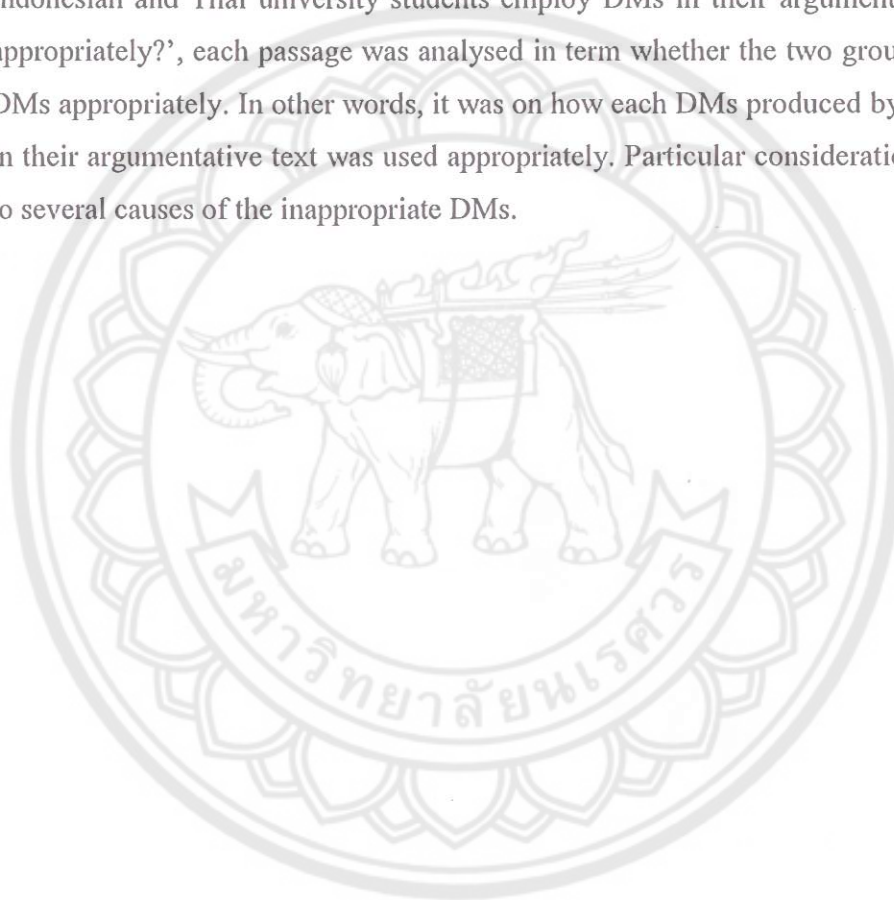 ndonesian and Thai university students employ DMs in their argument
appropriately?', each passage was analysed in term whether the two grou
DMs appropriately. In other words, it was on how each DMs produced by
n their argumentative text was used appropriately. Particular consideratio
o several causes of the inappropriate DMs.
มหาวิทยาลัยนเรศวร